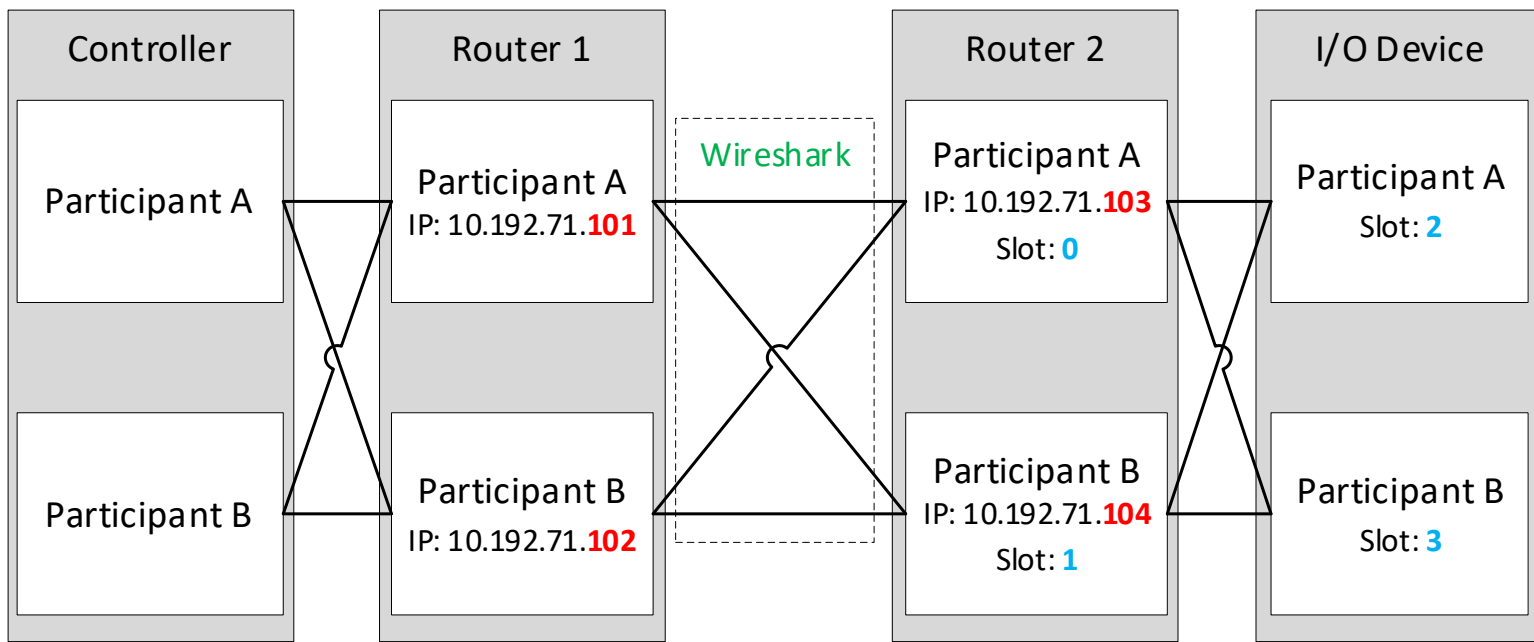 Controller
Participant A
Participant B
Router 1
Participant A
IP: 10.192.71.101
Participant B
IP: 10.192.71.102
Wireshark
Router 2
Participant A
IP: 10.192.71.103
Slot: 0
Participant B
IP: 10.192.71.104
Slot: 1
I/O Device
Participant A
Slot: 2
Participant B
Slot: 3